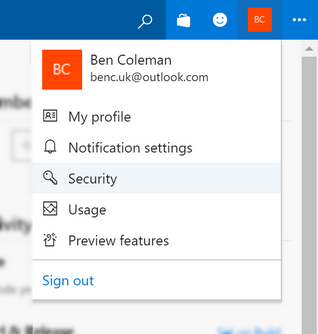 BC
BC
Ben Coleman
benc.uk@outlook.com
My profile
Notification settings
Security
Usage
Preview features
Sign out